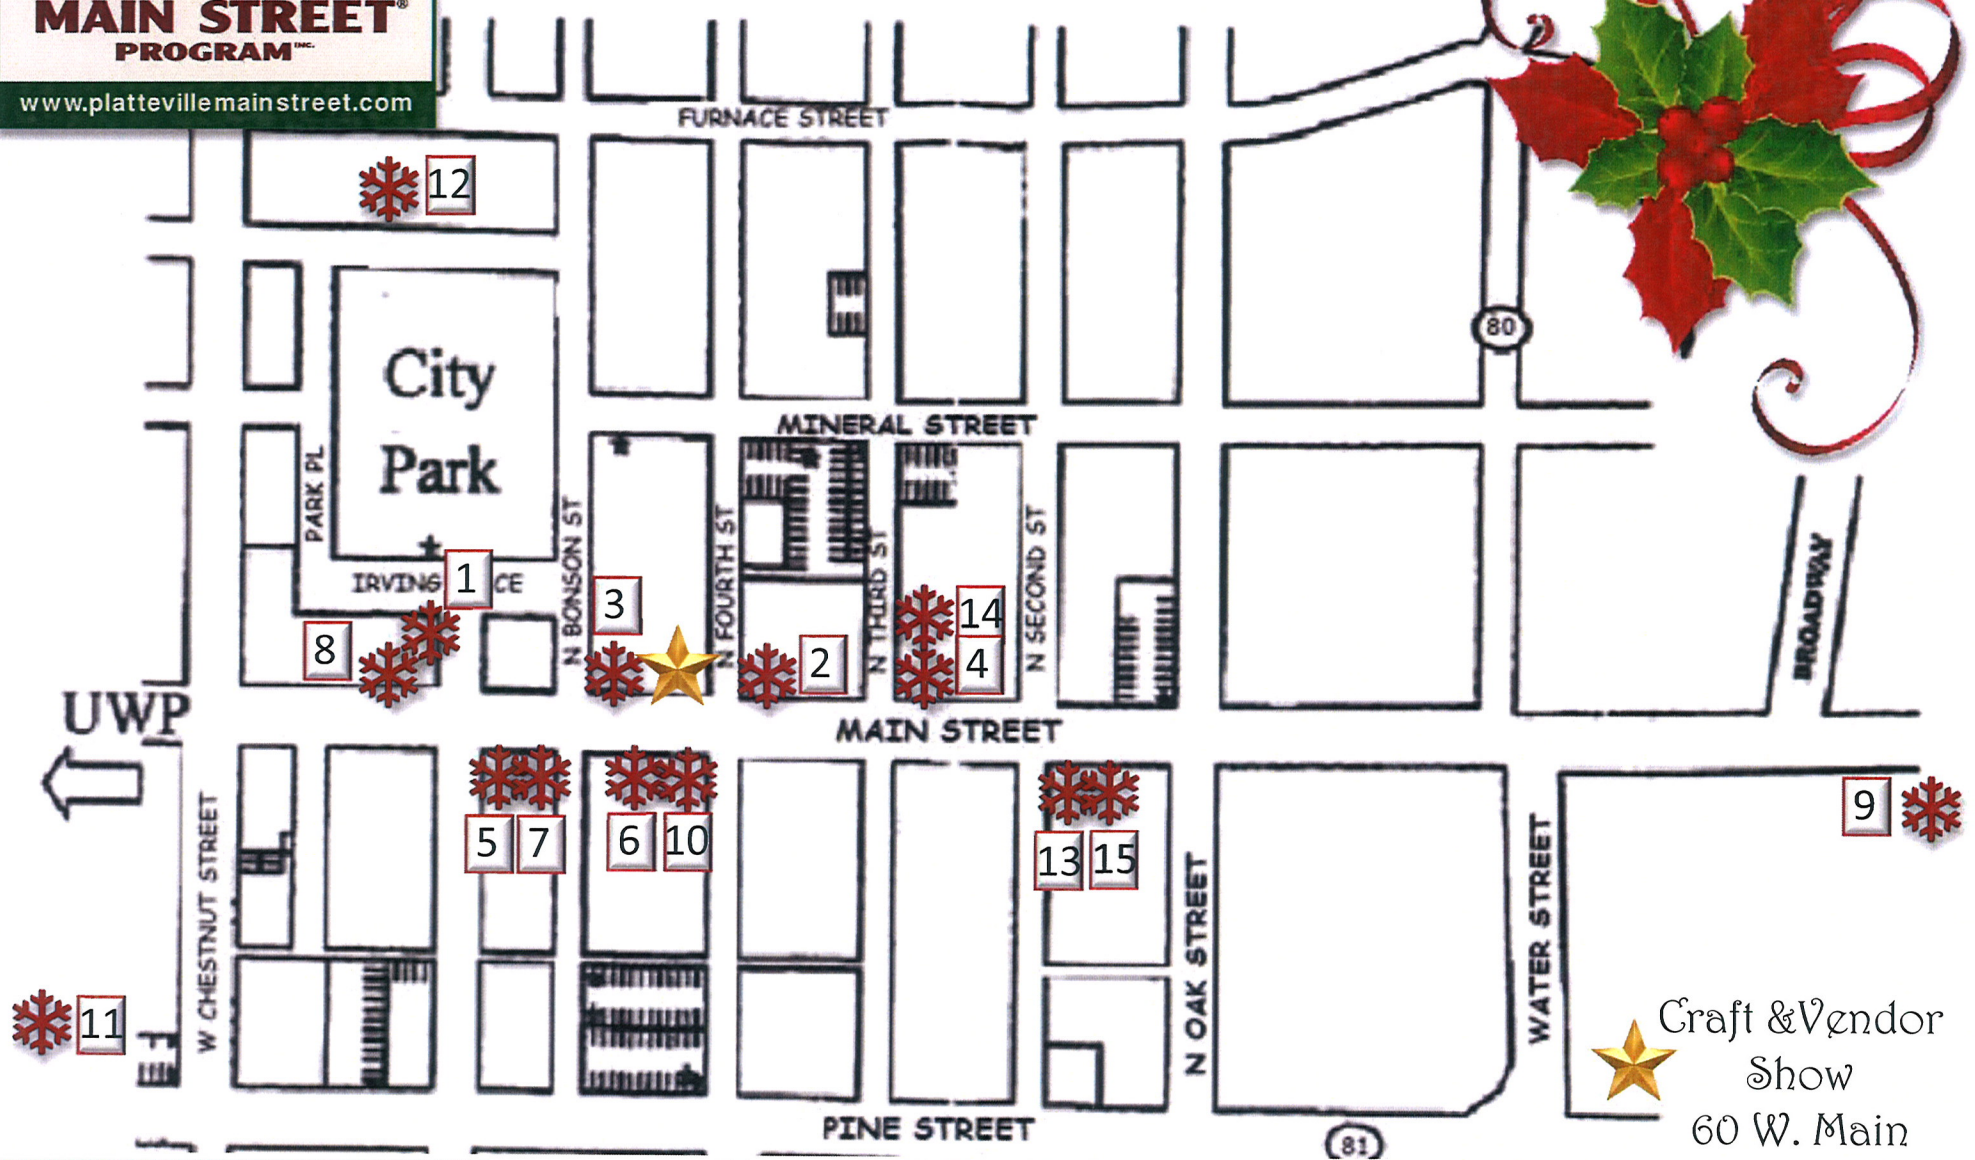 MAIN STREET®
PROGRAM INC.
www.plattevillemainstreet.com
FURNACE STREET
12
80
City
Park
MINERAL STREET
PARK PL
N BONSON ST
N FOURTH ST
N THIRD ST
N SECOND ST
BROADWAY
1
IRVING CE
3
14
8
2
4
UWP
MAIN STREET
5
7
6
10
13
15
9
W CHESTNUT STREET
N OAK STREET
WATER STREET
11
Craft &Vendor
Show
60 W. Main
PINE STREET
81